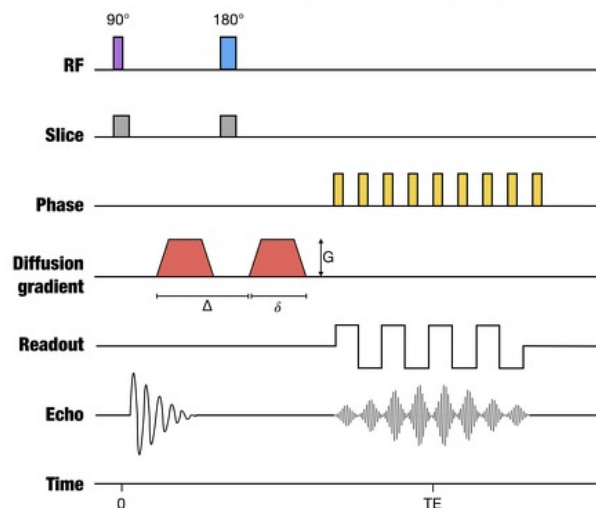 90° 180°
RF
Slice
Phase
Diffusion
gradient
G
Δ δ
Readout
Echo
Time
0 TE